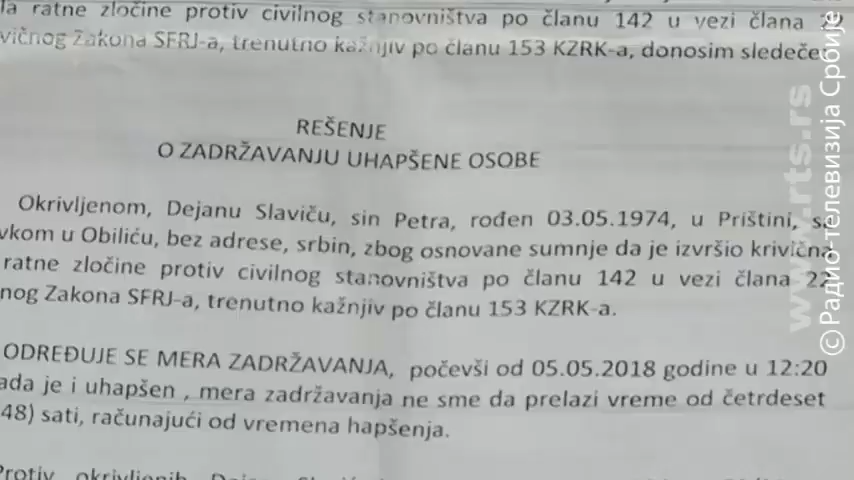 la ratne zločine protiv civilnog stanovništva po članu 142 u vezi člana 22
vičnog Zakona SFRJ-a, trenutno kažnjiv po članu 153 KZRK-a, donosim sledeće:
REŠENJE
O ZADRŽAVANJU UHAPŠENE OSOBE
Okrivljenom, Dejanu Slaviču, sin Petra, rođen 03.05.1974, u Prištini, sa
vkom u Obiliću, bez adrese, srbin, zbog osnovane sumnje da je izvršio krivična
ratne zločine protiv civilnog stanovništva po članu 142 u vezi člana 22
nog Zakona SFRJ-a, trenutno kažnjiv po članu 153 KZRK-a.
ODREĐUJE SE MERA ZADRŽAVANJA, počevši od 05.05.2018 godine u 12:20
ada je i uhapšen , mera zadržavanja ne sme da prelazi vreme od četrdeset
48) sati, računajući od vremena hapšenja.
Protiv okrivljenih
www.rts.rs
© Радио-телевизија Србије